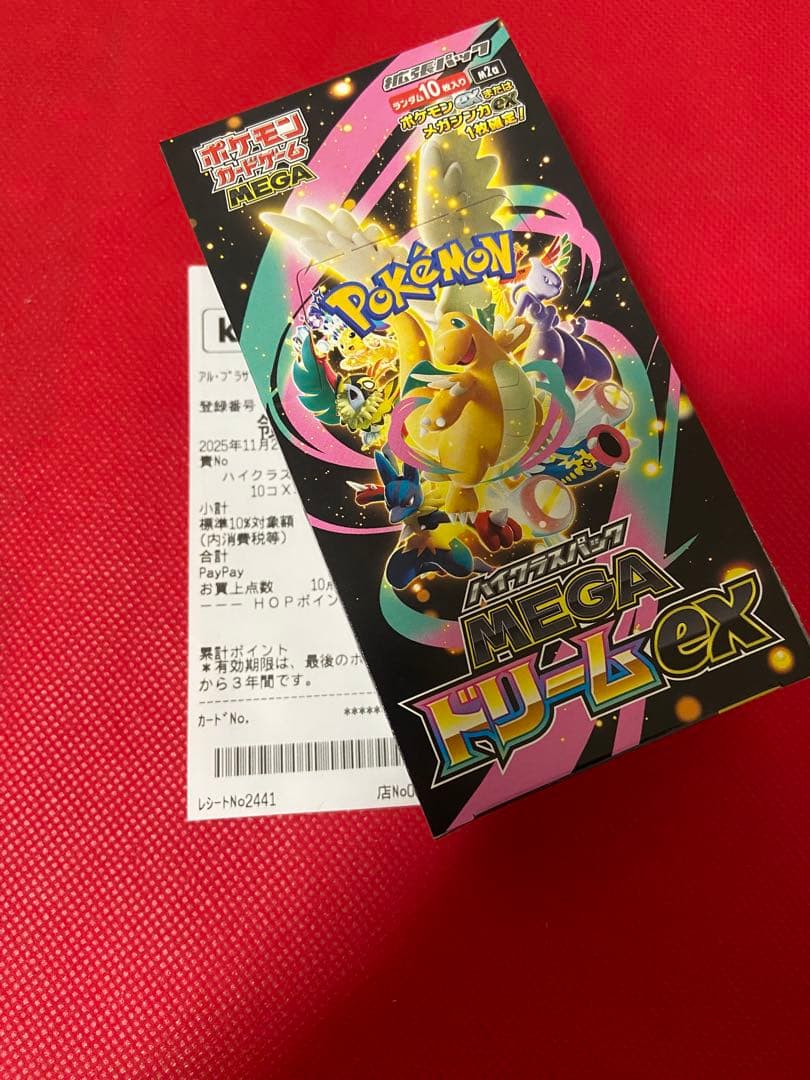 拡張パック
ランダム10枚入り
m2a
ポケモンexまたは
メガシンカex
1枚確定!
ポケモン
カードゲーム
MEGA
POKéMON
ハイクラスパック
MEGA
ドリームex
k
アル・プラザ
登録番号
2025年11月2
責No
ハイクラス
10コX
小計
標準10%対象額
(内消費税等)
合計
PayPay
お買上点数 10点
--- HOPポイン
累計ポイント
*有効期限は、最後のポ
から3年間です。
カードNo. *****
レシートNo2441 店No0